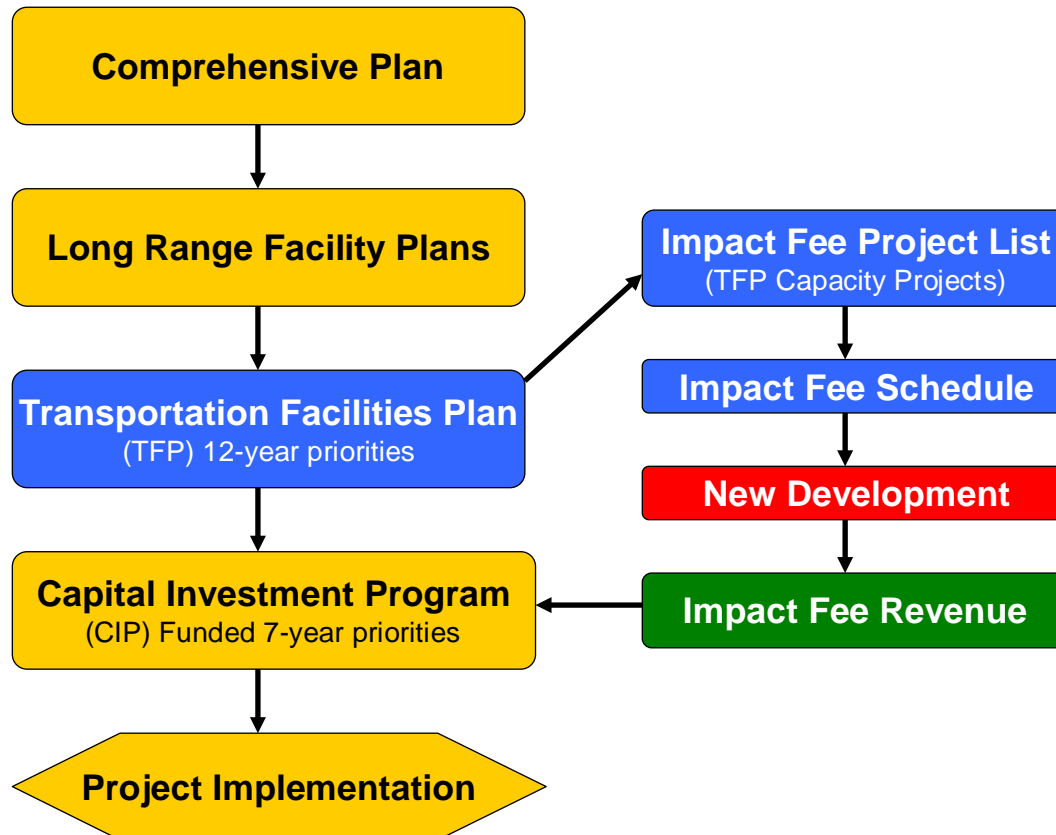 Comprehensive Plan
Long Range Facility Plans
Transportation Facilities Plan
(TFP) 12-year priorities
Capital Investment Program
(CIP) Funded 7-year priorities
Project Implementation
Impact Fee Project List
(TFP Capacity Projects)
Impact Fee Schedule
New Development
Impact Fee Revenue